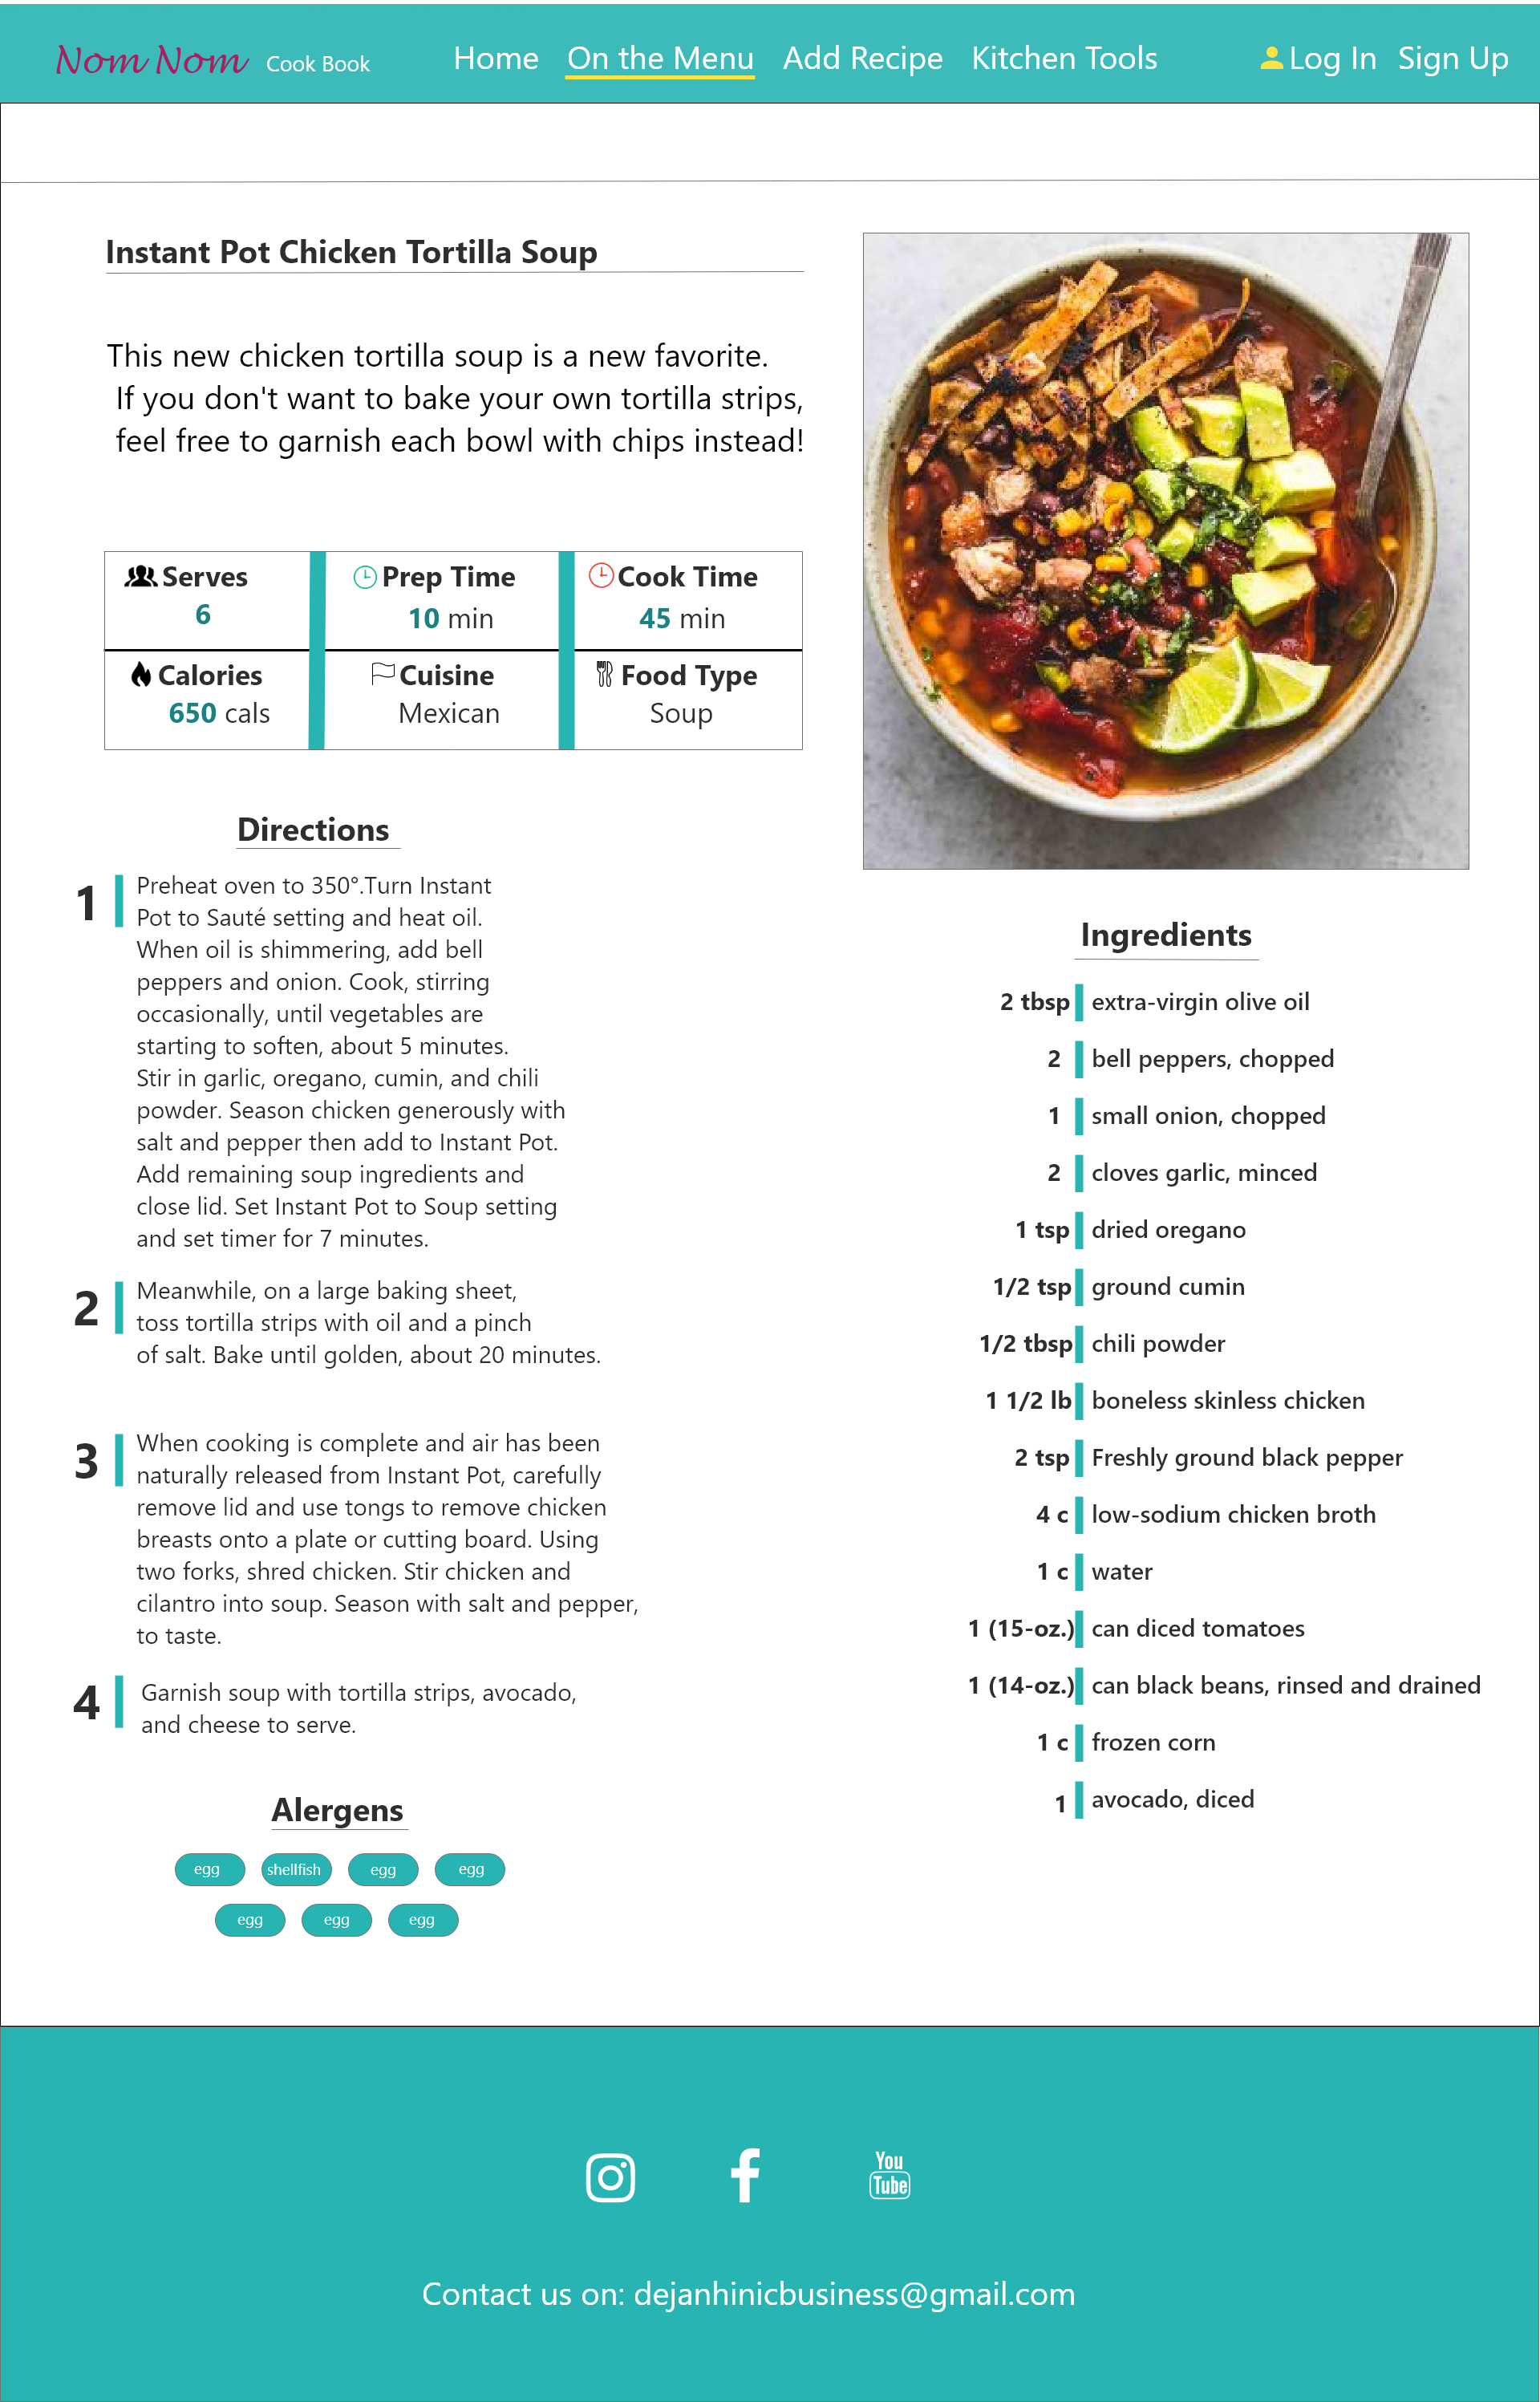 Nom Nom Cook Book Home On the Menu Add Recipe Kitchen Tools Log In Sign Up
Instant Pot Chicken Tortilla Soup
This new chicken tortilla soup is a new favorite.
If you don't want to bake your own tortilla strips,
feel free to garnish each bowl with chips instead!
Serves
6
Prep Time
10 min
Cook Time
45 min
Calories
650 cals
Cuisine
Mexican
Food Type
Soup
Directions
1
Preheat oven to 350°.Turn Instant
Pot to Sauté setting and heat oil.
When oil is shimmering, add bell
peppers and onion. Cook, stirring
occasionally, until vegetables are
starting to soften, about 5 minutes.
Stir in garlic, oregano, cumin, and chili
powder. Season chicken generously with
salt and pepper then add to Instant Pot.
Add remaining soup ingredients and
close lid. Set Instant Pot to Soup setting
and set timer for 7 minutes.
2
Meanwhile, on a large baking sheet,
toss tortilla strips with oil and a pinch
of salt. Bake until golden, about 20 minutes.
3
When cooking is complete and air has been
naturally released from Instant Pot, carefully
remove lid and use tongs to remove chicken
breasts onto a plate or cutting board. Using
two forks, shred chicken. Stir chicken and
cilantro into soup. Season with salt and pepper,
to taste.
4
Garnish soup with tortilla strips, avocado,
and cheese to serve.
Alergens
egg shellfish egg egg
egg egg egg
Ingredients
2 tbsp extra-virgin olive oil
2 bell peppers, chopped
1 small onion, chopped
2 cloves garlic, minced
1 tsp dried oregano
1/2 tsp ground cumin
1/2 tbsp chili powder
1 1/2 lb boneless skinless chicken
2 tsp Freshly ground black pepper
4 c low-sodium chicken broth
1 c water
1 (15-oz.) can diced tomatoes
1 (14-oz.) can black beans, rinsed and drained
1 c frozen corn
1 avocado, diced
You
Tube
Contact us on: dejanhinicbusiness@gmail.com